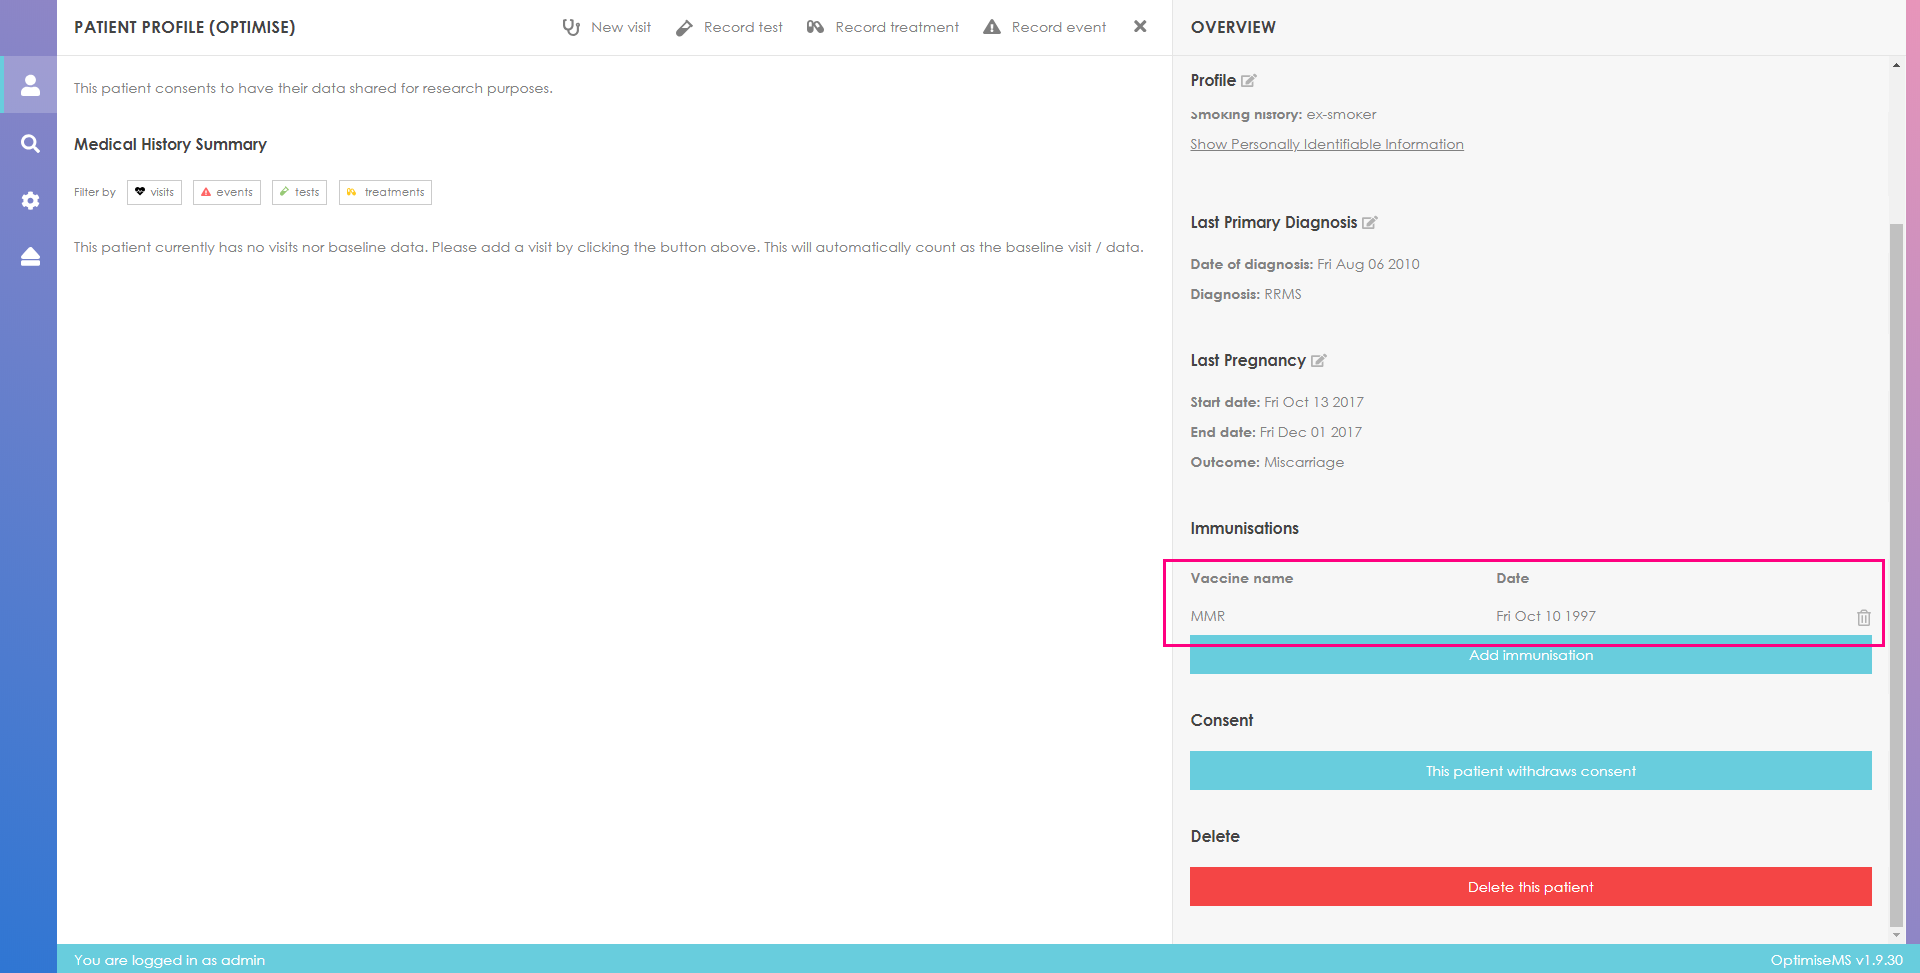 PATIENT PROFILE (OPTIMISE)
New visit
Record test
Record treatment
Record event
This patient consents to have their data shared for research purposes.
Medical History Summary
Filter by
visits
events
tests
treatments
This patient currently has no visits nor baseline data. Please add a visit by clicking the button above. This will automatically count as the baseline visit / data.
OVERVIEW
Profile
Smoking history: ex-smoker
Show Personally Identifiable Information
Last Primary Diagnosis
Date of diagnosis: Fri Aug 06 2010
Diagnosis: RRMS
Last Pregnancy
Start date: Fri Oct 13 2017
End date: Fri Dec 01 2017
Outcome: Miscarriage
Immunisations
Vaccine name Date
MMR Fri Oct 10 1997
Add immunisation
Consent
This patient withdraws consent
Delete
Delete this patient
You are logged in as admin
OptimiseMS v1.9.30